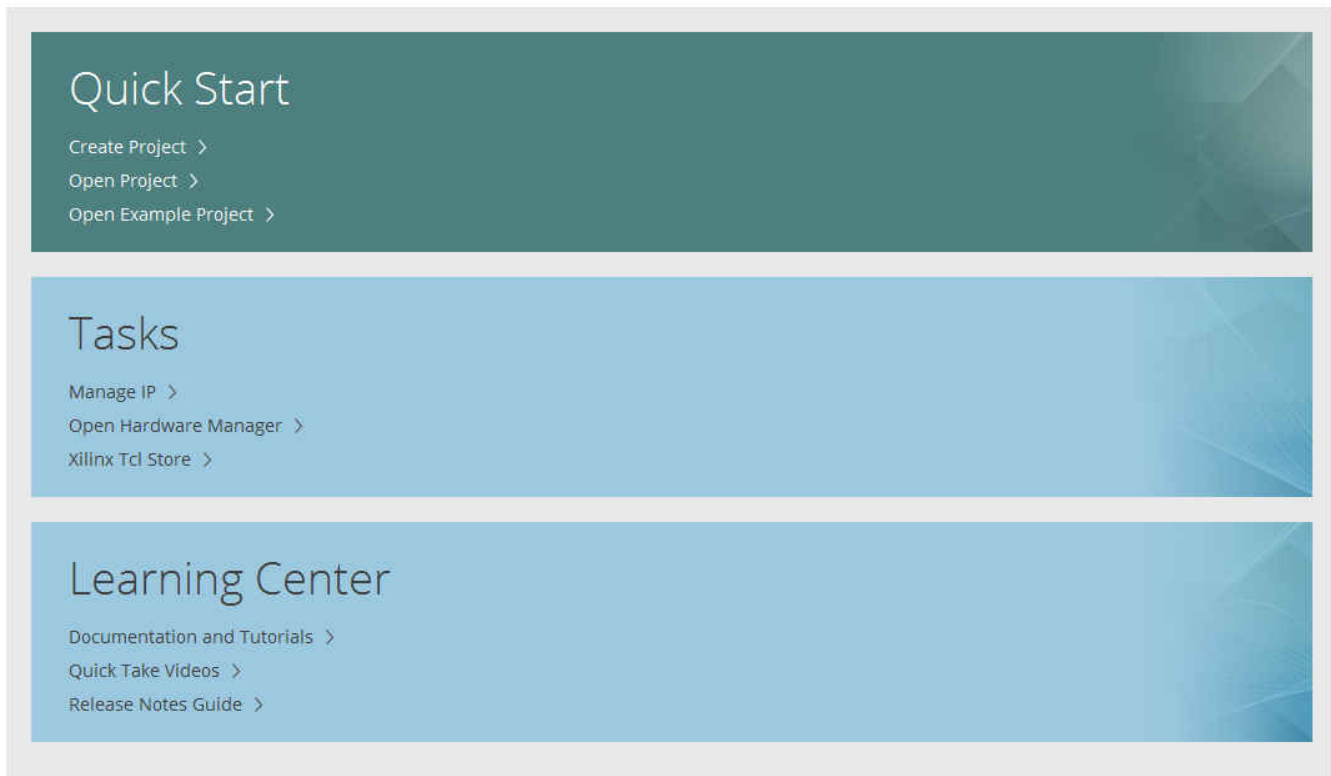 Quick Start
Create Project >
Open Project >
Open Example Project >
Tasks
Manage IP >
Open Hardware Manager >
Xilinx Tcl Store >
Learning Center
Documentation and Tutorials >
Quick Take Videos >
Release Notes Guide >